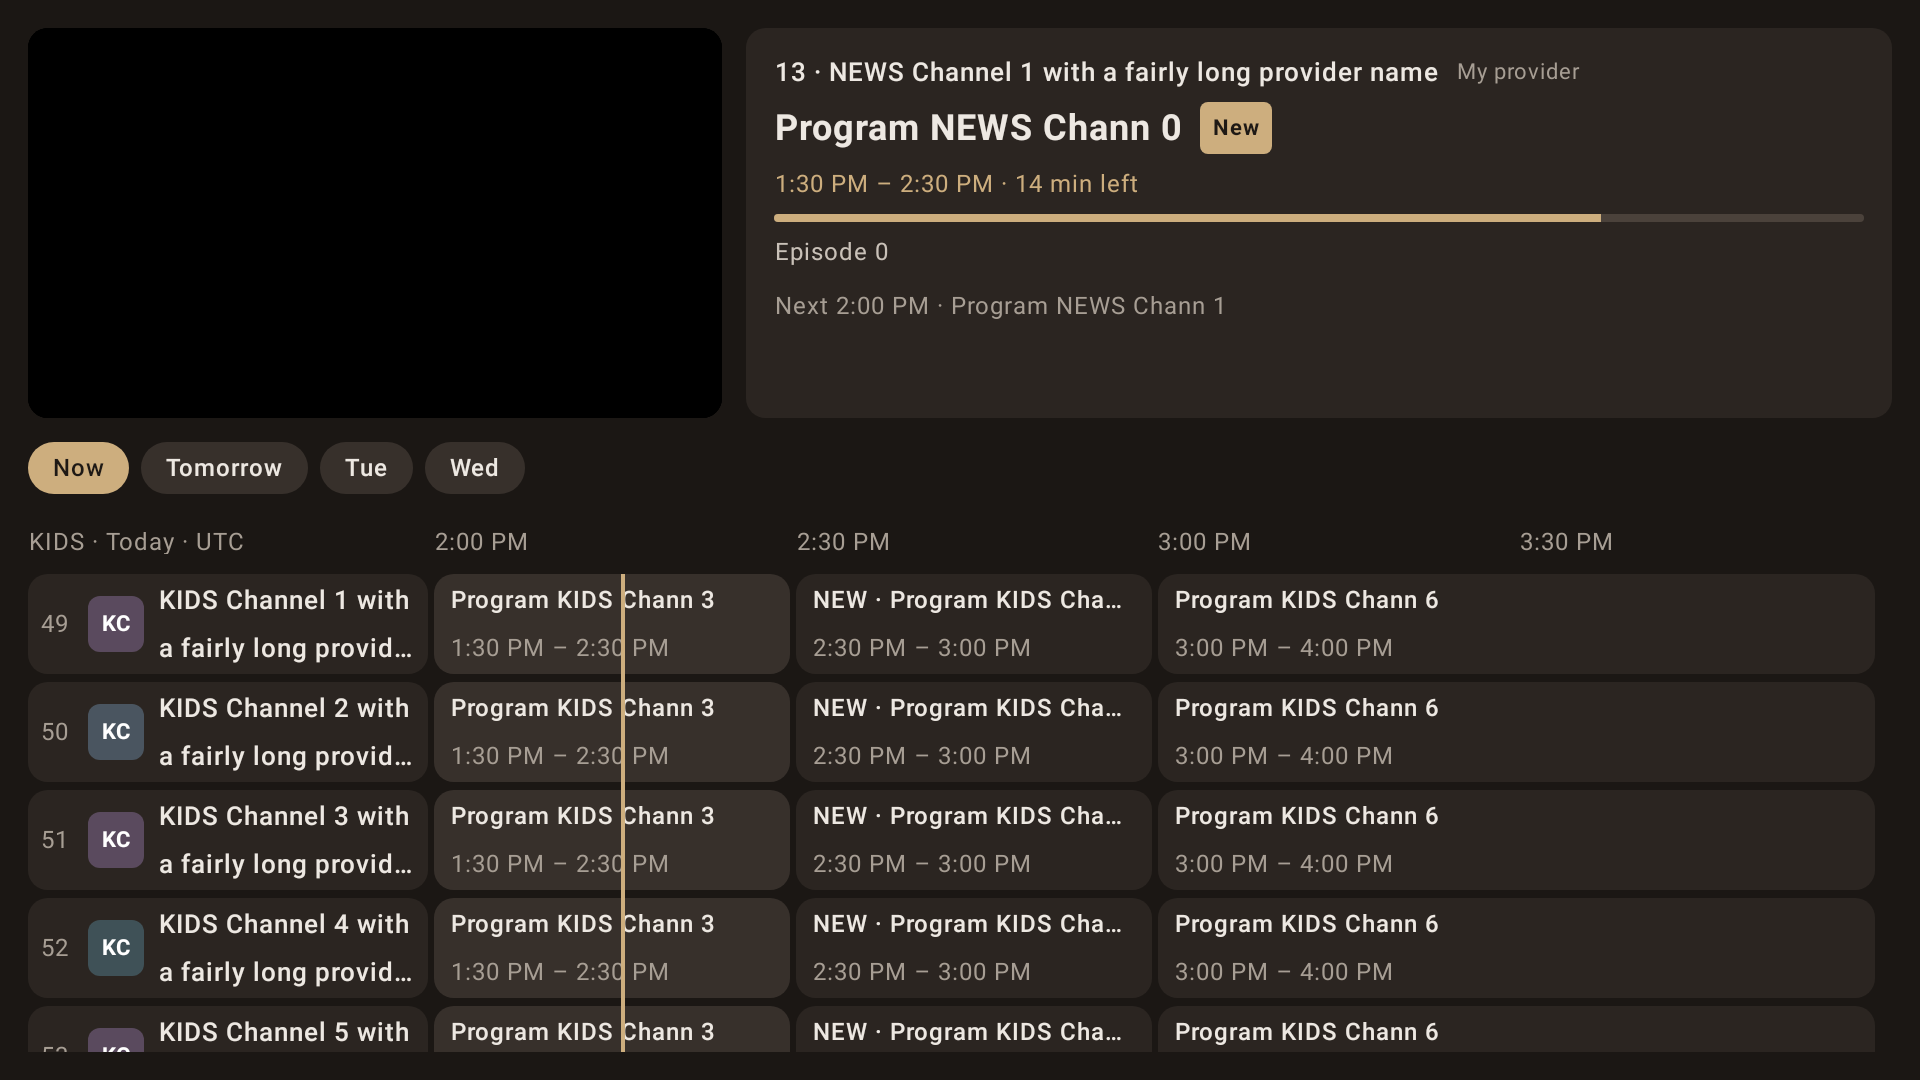 13 · NEWS Channel 1 with a fairly long provider name My provider
Program NEWS Chann 0 New
1:30 PM – 2:30 PM · 14 min left
Episode 0
Next 2:00 PM · Program NEWS Chann 1
Now Tomorrow Tue Wed
KIDS · Today · UTC 2:00 PM 2:30 PM 3:00 PM 3:30 PM
49 KC KIDS Channel 1 with
a fairly long provid…
Program KIDS Chann 3
1:30 PM – 2:30 PM
NEW · Program KIDS Cha…
2:30 PM – 3:00 PM
Program KIDS Chann 6
3:00 PM – 4:00 PM
50 KC KIDS Channel 2 with
a fairly long provid…
Program KIDS Chann 3
1:30 PM – 2:30 PM
NEW · Program KIDS Cha…
2:30 PM – 3:00 PM
Program KIDS Chann 6
3:00 PM – 4:00 PM
51 KC KIDS Channel 3 with
a fairly long provid…
Program KIDS Chann 3
1:30 PM – 2:30 PM
NEW · Program KIDS Cha…
2:30 PM – 3:00 PM
Program KIDS Chann 6
3:00 PM – 4:00 PM
52 KC KIDS Channel 4 with
a fairly long provid…
Program KIDS Chann 3
1:30 PM – 2:30 PM
NEW · Program KIDS Cha…
2:30 PM – 3:00 PM
Program KIDS Chann 6
3:00 PM – 4:00 PM
KIDS Channel 5 with
Program KIDS Chann 3
NEW · Program KIDS Cha…
Program KIDS Chann 6